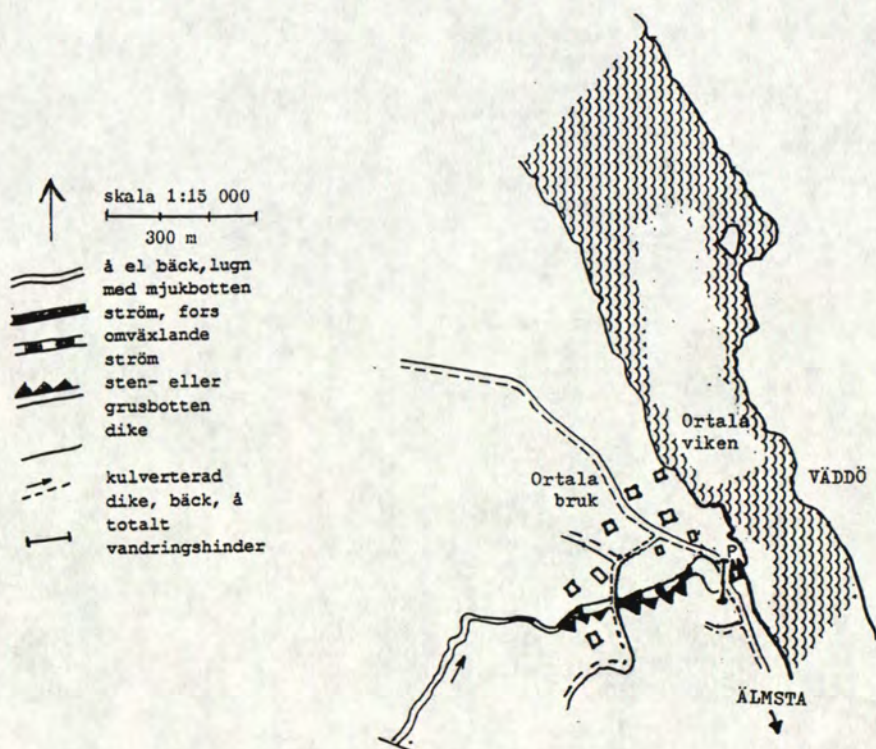 skala 1:15 000
300 m
å el bäck, lugn
med mjukbotten
ström, fors
omväxlande
ström
sten- eller
grusbotten
dike
kulverterad
dike, bäck, å
totalt
vandringshinder
Ortala
viken
VÄDDÖ
Ortala
bruk
P
ÄLMSTA